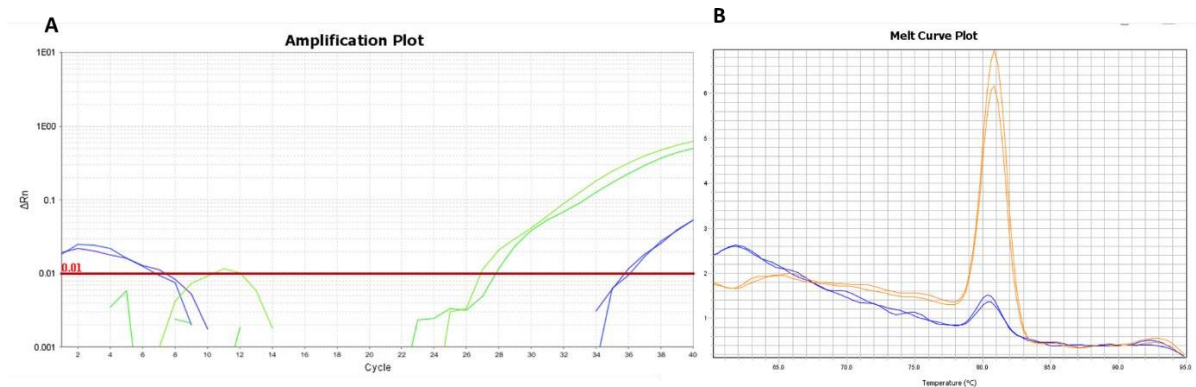 A
Amplification Plot
1E01
1E00
0.1
0.01
0.001
0.01
ΔRn
2 4 6 8 10 12 14 16 18 20 22 24 26 28 30 32 34 36 38 40
Cycle
B
Melt Curve Plot
6
5
4
3
2
1
65.0 70.0 75.0 80.0 85.0 90.0 95.0
Temperature (°C)